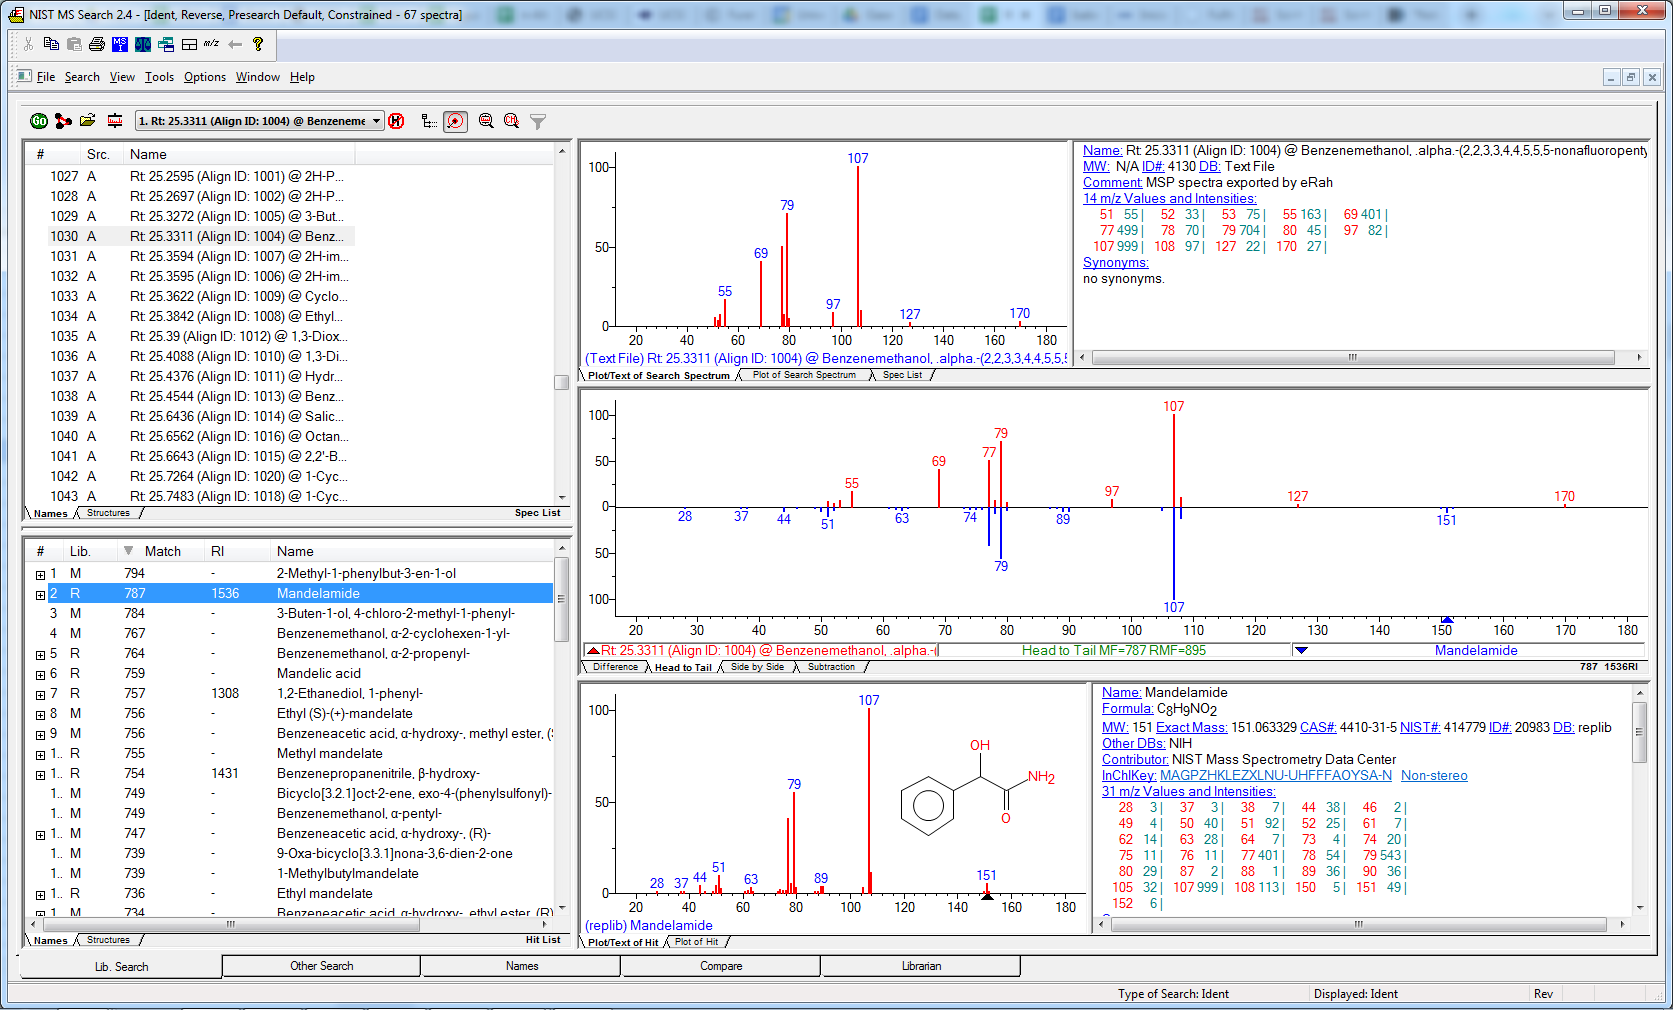 NIST MS Search 2.4 - [Ident, Reverse, Presearch Default, Constrained - 67 spectra]
File Search View Tools Options Window Help
1. Rt: 25.3311 (Align ID: 1004) @ Benzeneme
# Src. Name
1027 A Rt: 25.2595 (Align ID: 1001) @ 2H-P...
1028 A Rt: 25.2697 (Align ID: 1002) @ 2H-P...
1029 A Rt: 25.3272 (Align ID: 1005) @ 3-But...
1030 A Rt: 25.3311 (Align ID: 1004) @ Benz...
1031 A Rt: 25.3594 (Align ID: 1007) @ 2H-im...
1032 A Rt: 25.3595 (Align ID: 1006) @ 2H-im...
1033 A Rt: 25.3622 (Align ID: 1009) @ Cyclo...
1034 A Rt: 25.3842 (Align ID: 1008) @ Ethyl...
1035 A Rt: 25.39 (Align ID: 1012) @ 1,3-Diox...
1036 A Rt: 25.4088 (Align ID: 1010) @ 1,3-Di...
1037 A Rt: 25.4376 (Align ID: 1011) @ Hydr...
1038 A Rt: 25.4544 (Align ID: 1013) @ Benz...
1039 A Rt: 25.6436 (Align ID: 1014) @ Salic...
1040 A Rt: 25.6562 (Align ID: 1016) @ Octan...
1041 A Rt: 25.6643 (Align ID: 1015) @ 2,2'-B...
1042 A Rt: 25.7264 (Align ID: 1020) @ 1-Cyc...
1043 A Rt: 25.7483 (Align ID: 1018) @ 1-Cyc...
Names Structures Spec List
# Lib. Match RI Name
1 M 794 - 2-Methyl-1-phenylbut-3-en-1-ol
2 R 787 1536 Mandelamide
3 M 784 - 3-Buten-1-ol, 4-chloro-2-methyl-1-phenyl-
4 M 767 - Benzenemethanol, α-2-cyclohexen-1-yl-
5 R 764 - Benzenemethanol, α-2-propenyl-
6 R 759 - Mandelic acid
7 R 757 1308 1,2-Ethanediol, 1-phenyl-
8 M 756 - Ethyl (S)-(+)-mandelate
9 M 756 - Benzeneacetic acid, α-hydroxy-, methyl ester, (S
1.. R 755 - Methyl mandelate
1.. R 754 1431 Benzenepropanenitrile, β-hydroxy-
1.. M 749 - Bicyclo[3.2.1]oct-2-ene, exo-4-(phenylsulfonyl)-
1.. M 749 - Benzenemethanol, α-pentyl-
1.. M 747 - Benzeneacetic acid, α-hydroxy-, (R)-
1.. M 739 - 9-Oxa-bicyclo[3.3.1]nona-3,6-dien-2-one
1.. M 739 - 1-Methylbutylmandelate
1.. R 736 - Ethyl mandelate
1.. M 734 - Benzeneacetic acid, α-hydroxy-, ethyl ester, (R)
Names Structures Hit List
100
50
0
55 69 79 97 107 127 170
20 40 60 80 100 120 140 160 180
(Text File) Rt: 25.3311 (Align ID: 1004) @ Benzenemethanol, .alpha.-(2,2,3,3,4,4,5,5,5
Plot/Text of Search Spectrum Plot of Search Spectrum Spec List
Name: Rt: 25.3311 (Align ID: 1004) @ Benzenemethanol, .alpha.-(2,2,3,3,4,4,5,5,5-nonafluoropenty
MW: N/A ID#: 4130 DB: Text File
Comment: MSP spectra exported by eRah
14 m/z Values and Intensities:
51 55 | 52 33 | 53 75 | 55 163 | 69 401 |
77 499 | 78 70 | 79 704 | 80 45 | 97 82 |
107 999 | 108 97 | 127 22 | 170 27 |
Synonyms:
no synonyms.
100
50
0
50
100
55 69 77 79 97 107 127 170
28 37 44 51 63 74 79 89 107 151
20 30 40 50 60 70 80 90 100 110 120 130 140 150 160 170 180
Rt: 25.3311 (Align ID: 1004) @ Benzenemethanol, .alpha.-( Head to Tail MF=787 RMF=895 Mandelamide
Difference Head to Tail Side by Side Subtraction 787 1536RI
100
50
0
28 37 44 51 63 79 89 107 151
20 40 60 80 100 120 140 160 180
OH
NH2
O
(replib) Mandelamide
Plot/Text of Hit Plot of Hit
Name: Mandelamide
Formula: C8H9NO2
MW: 151 Exact Mass: 151.063329 CAS#: 4410-31-5 NIST#: 414779 ID#: 20983 DB: replib
Other DBs: NIH
Contributor: NIST Mass Spectrometry Data Center
InChIKey: MAGPZHKLEZXLNU-UHFFFAOYSA-N Non-stereo
31 m/z Values and Intensities:
28 3 | 37 3 | 38 7 | 44 38 | 46 2 |
49 4 | 50 40 | 51 92 | 52 25 | 61 7 |
62 14 | 63 28 | 64 7 | 73 4 | 74 20 |
75 11 | 76 11 | 77 401 | 78 54 | 79 543 |
80 29 | 87 2 | 88 1 | 89 36 | 90 36 |
105 32 | 107 999 | 108 113 | 150 5 | 151 49 |
152 6 |
Lib. Search Other Search Names Compare Librarian
Type of Search: Ident Displayed: Ident Rev